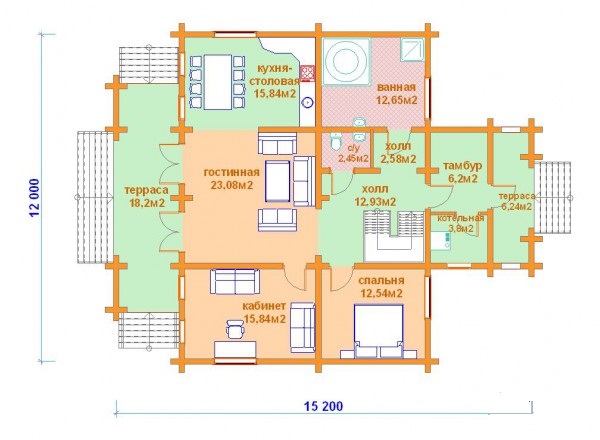 кухня-
столовая
15,84м2
ванная
12,65м2
с/у
2,45м2
холл
2,58м2
тамбур
6,2м2
гостинная
23,08м2
терраса
18,2м2
холл
12,93м2
терраса
6,24м2
котельная
3,8м2
кабинет
15,84м2
спальня
12,54м2
12 000
15 200